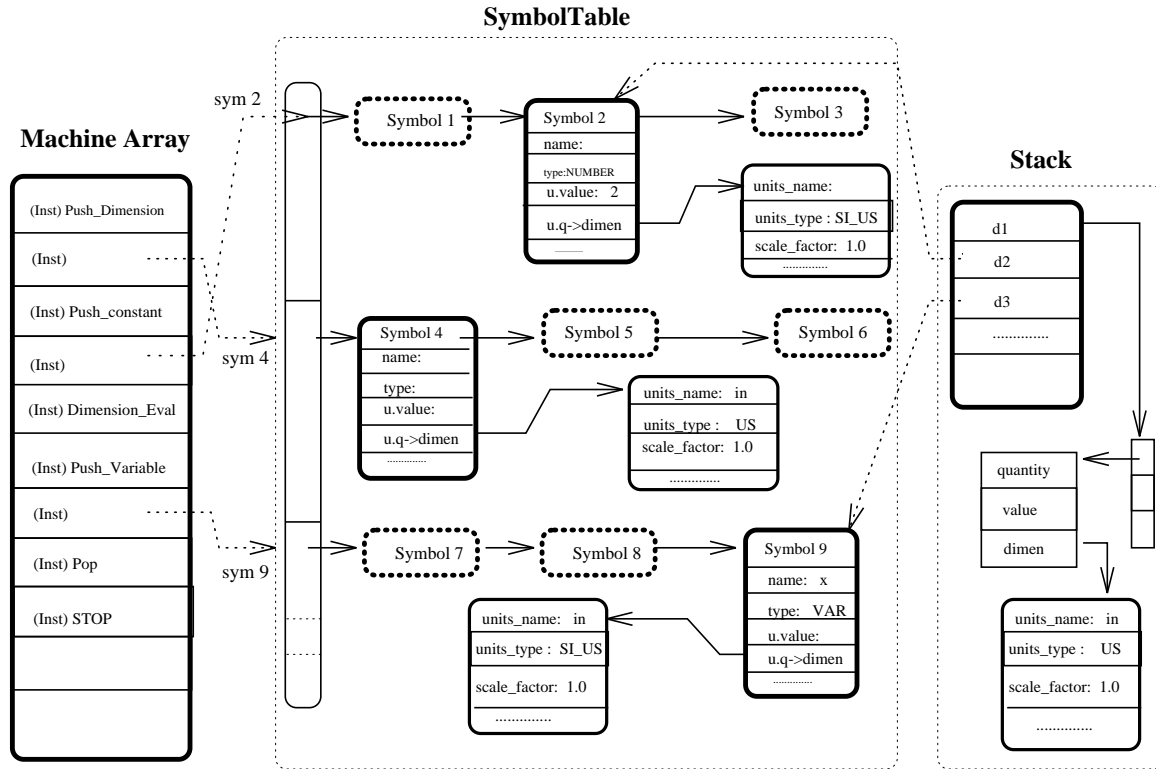 SymbolTable
Machine Array
(Inst) Push_Dimension
(Inst)
(Inst) Push_constant
(Inst)
(Inst) Dimension_Eval
(Inst) Push_Variable
(Inst)
(Inst) Pop
(Inst) STOP
sym 2
sym 4
sym 9
Symbol 1
Symbol 2
name:
type:NUMBER
u.value: 2
u.q->dimen
Symbol 3
units_name:
units_type : SI_US
scale_factor: 1.0
..............
Symbol 4
name:
type:
u.value:
u.q->dimen
..............
Symbol 5
Symbol 6
units_name: in
units_type : US
scale_factor: 1.0
..............
Symbol 7
Symbol 8
Symbol 9
name: x
type: VAR
u.value:
u.q->dimen
..............
units_name: in
units_type : SI_US
scale_factor: 1.0
..............
Stack
d1
d2
d3
..............
quantity
value
dimen
units_name: in
units_type : US
scale_factor: 1.0
..............